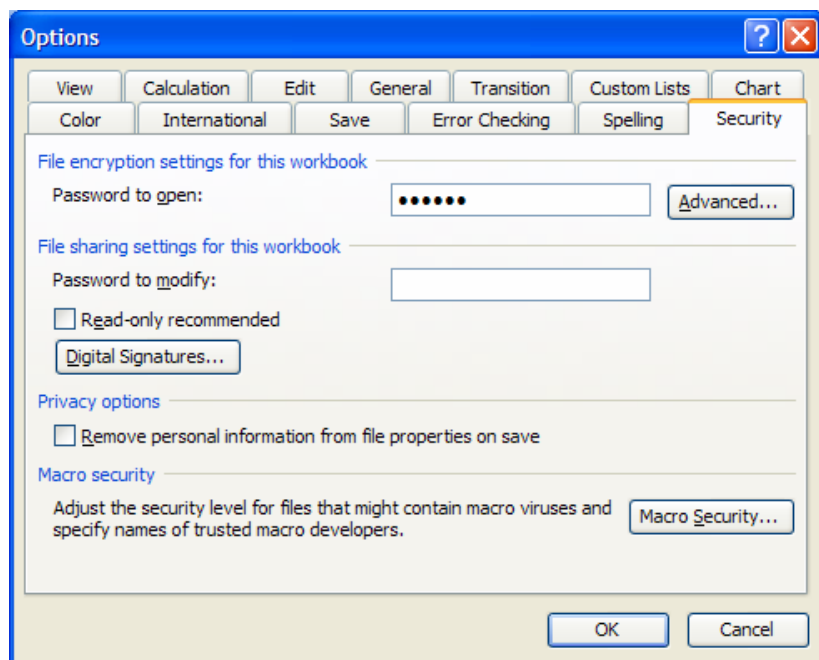 Options
?
View Calculation Edit General Transition Custom Lists Chart
Color International Save Error Checking Spelling Security
File encryption settings for this workbook
Password to open: •••••• Advanced...
File sharing settings for this workbook
Password to modify:
Read-only recommended
Digital Signatures...
Privacy options
Remove personal information from file properties on save
Macro security
Adjust the security level for files that might contain macro viruses and
specify names of trusted macro developers.
Macro Security...
OK Cancel